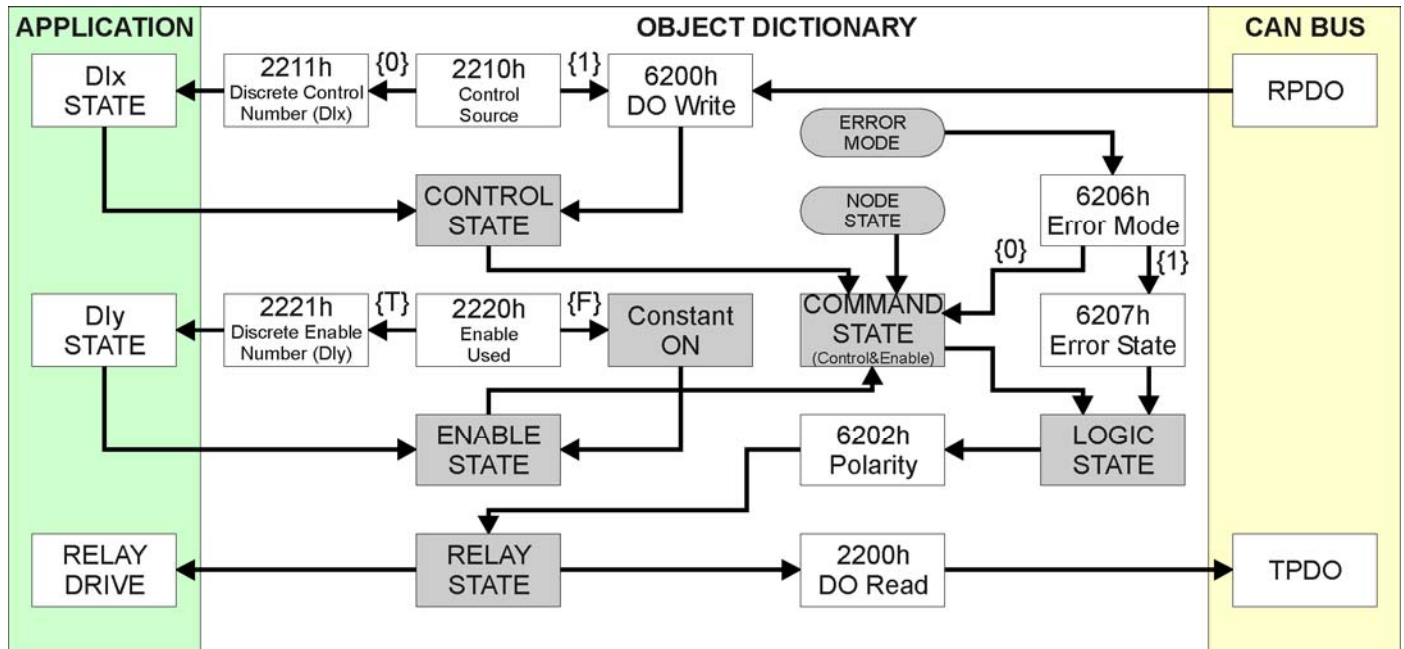 APPLICATION
OBJECT DICTIONARY
CAN BUS
DIx
STATE
2211h
Discrete Control
Number (DIx)
{0}
2210h
Control
Source
{1}
6200h
DO Write
RPDO
ERROR
MODE
CONTROL
STATE
NODE
STATE
6206h
Error Mode
{0}
{1}
DIy
STATE
2221h
Discrete Enable
Number (DIy)
{T}
2220h
Enable
Used
{F}
Constant
ON
COMMAND
STATE
(Control&Enable)
6207h
Error State
ENABLE
STATE
6202h
Polarity
LOGIC
STATE
RELAY
DRIVE
RELAY
STATE
2200h
DO Read
TPDO